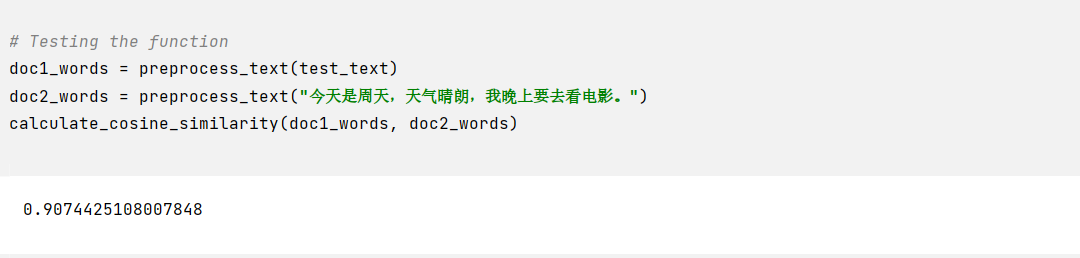 # Testing the function
doc1_words = preprocess_text(test_text)
doc2_words = preprocess_text("今天是周天，天气晴朗，我晚上要去看电影。")
calculate_cosine_similarity(doc1_words, doc2_words)
0.9074425108007848